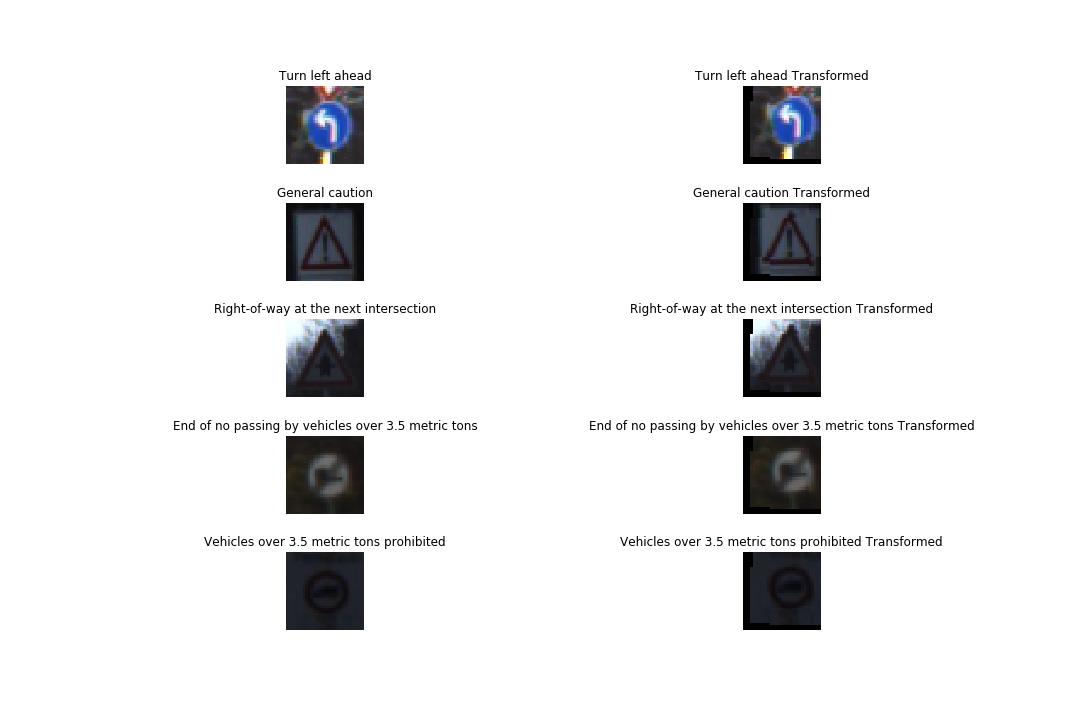 Turn left ahead
Turn left ahead Transformed
General caution
General caution Transformed
Right-of-way at the next intersection
Right-of-way at the next intersection Transformed
End of no passing by vehicles over 3.5 metric tons
End of no passing by vehicles over 3.5 metric tons Transformed
Vehicles over 3.5 metric tons prohibited
Vehicles over 3.5 metric tons prohibited Transformed